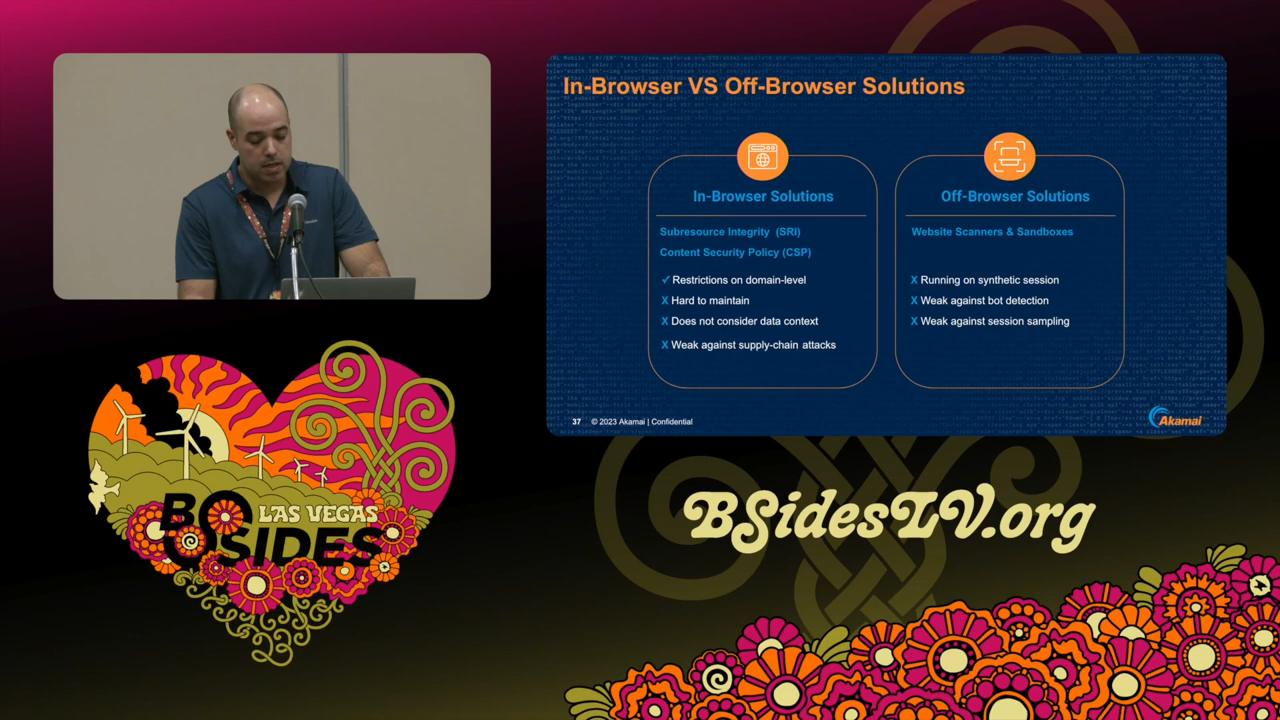 In-Browser VS Off-Browser Solutions
In-Browser Solutions
Subresource Integrity (SRI)
Content Security Policy (CSP)
✓ Restrictions on domain-level
X Hard to maintain
X Does not consider data context
X Weak against supply-chain attacks
Off-Browser Solutions
Website Scanners & Sandboxes
X Running on synthetic session
X Weak against bot detection
X Weak against session sampling
37 © 2023 Akamai | Confidential
Akamai
LAS VEGAS
BSidesLV.org